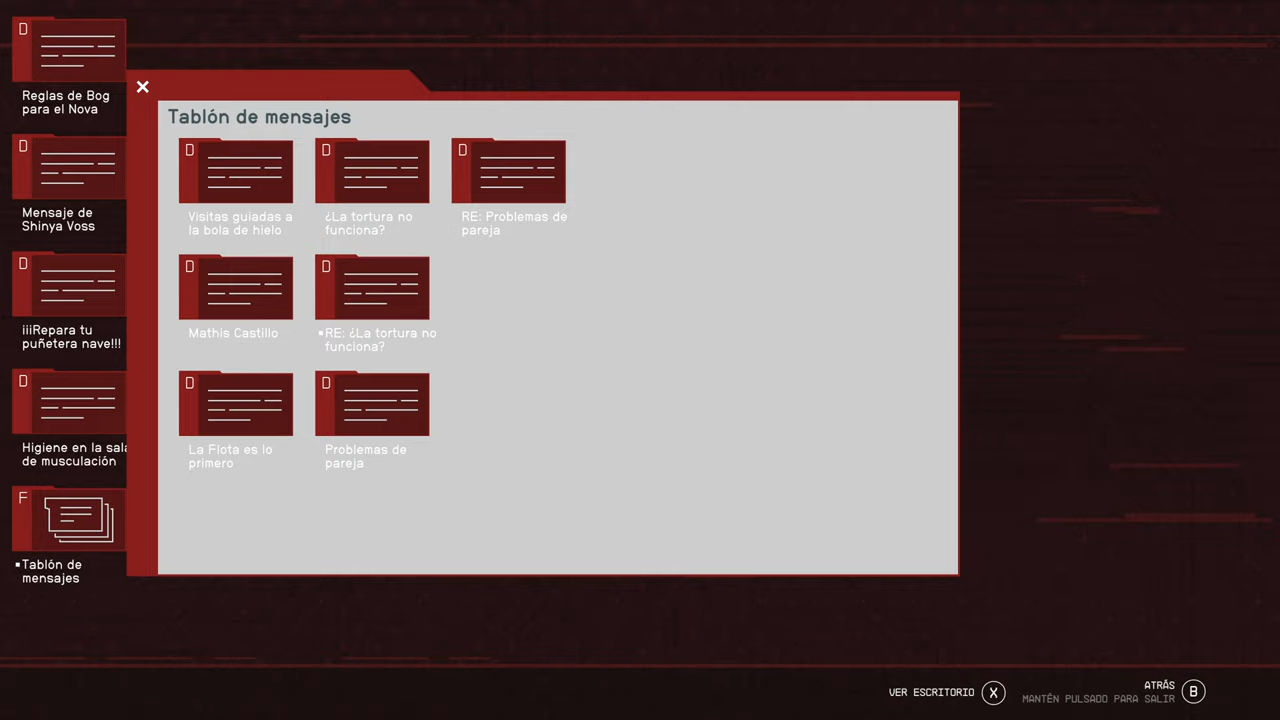 D
Reglas de Bog
para el Nova
D
Mensaje de
Shinya Voss
D
¡¡¡Repara tu
puñetera nave!!!
D
Higiene en la sala
de musculación
F
▪Tablón de
mensajes
×
Tablón de mensajes
D
Visitas guiadas a
la bola de hielo
D
¿La tortura no
funciona?
D
RE: Problemas de
pareja
D
Mathis Castillo
D
▪RE: ¿La tortura no
funciona?
D
La Flota es lo
primero
D
Problemas de
pareja
VER ESCRITORIO X
ATRÁS
MANTÉN PULSADO PARA SALIR
B